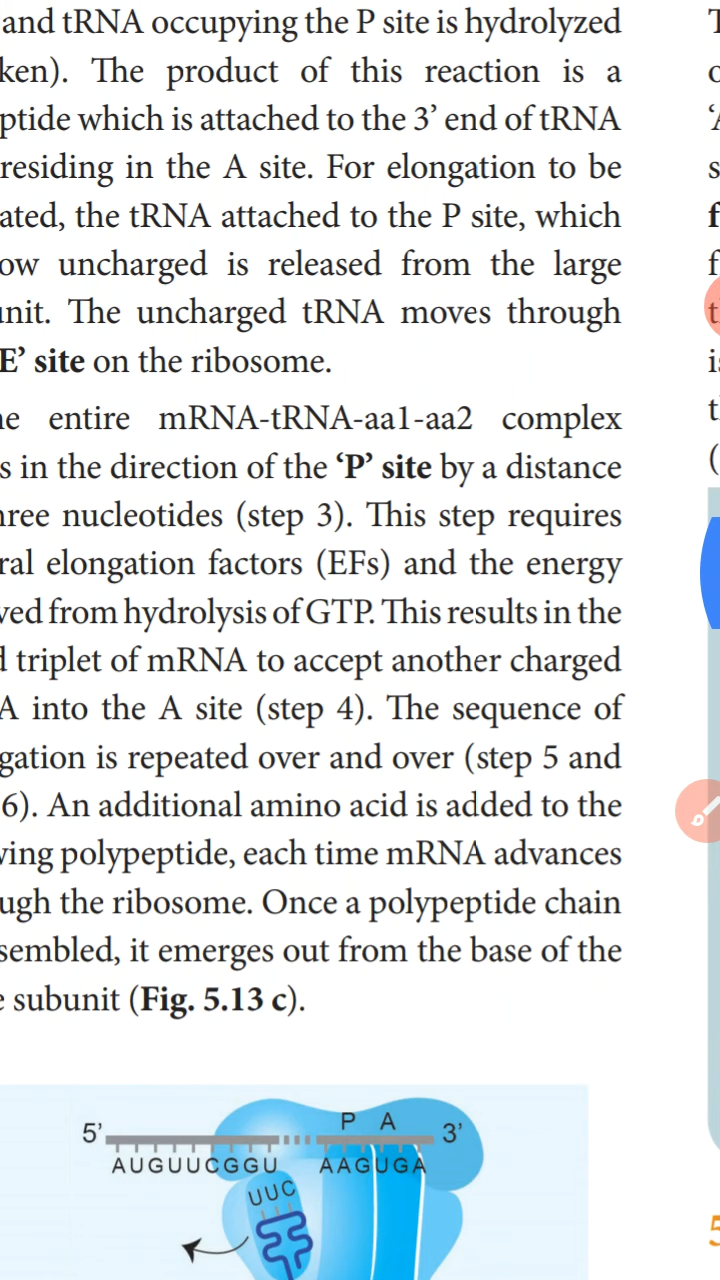 and tRNA occupying the P site is hydrolyzed
ken). The product of this reaction is a
ptide which is attached to the 3’ end of tRNA
residing in the A site. For elongation to be
ated, the tRNA attached to the P site, which
ow uncharged is released from the large
unit. The uncharged tRNA moves through
E’ site on the ribosome.
ne entire mRNA-tRNA-aa1-aa2 complex
s in the direction of the ‘P’ site by a distance
hree nucleotides (step 3). This step requires
ral elongation factors (EFs) and the energy
ved from hydrolysis of GTP. This results in the
d triplet of mRNA to accept another charged
A into the A site (step 4). The sequence of
gation is repeated over and over (step 5 and
6). An additional amino acid is added to the
wing polypeptide, each time mRNA advances
ugh the ribosome. Once a polypeptide chain
sembled, it emerges out from the base of the
e subunit (Fig. 5.13 c).
P A
5’ 3’
AUGUUCGGU AAGUGA
UUC